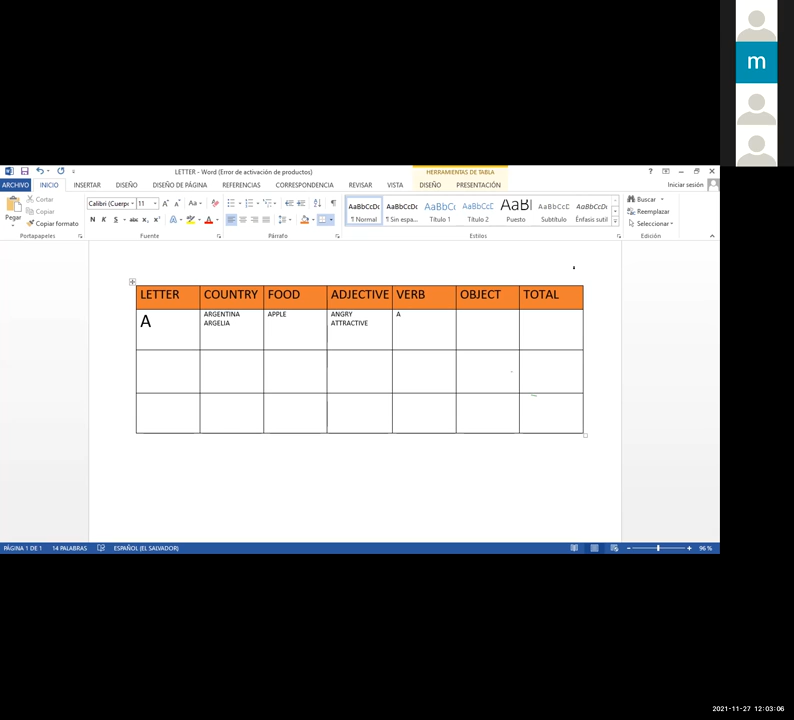 m
LETTER - Word (Error de activación de productos)
HERRAMIENTAS DE TABLA
ARCHIVO INICIO INSERTAR DISEÑO DISEÑO DE PÁGINA REFERENCIAS CORRESPONDENCIA REVISAR VISTA DISEÑO PRESENTACIÓN Iniciar sesión
Pegar
Cortar
Copiar
Copiar formato
Calibri (Cuerp 11
N K S abc x₂ x² A A
AaBbCcDc AaBbCcDc AaBbCc AaBbCcC AaBl AaBbCcC AaBbCcDc
¶ Normal ¶ Sin espa... Título 1 Título 2 Puesto Subtítulo Énfasis sutil
Buscar
Reemplazar
Seleccionar
Portapapeles Fuente Párrafo Estilos Edición
LETTER COUNTRY FOOD ADJECTIVE VERB OBJECT TOTAL
A ARGENTINA APPLE ANGRY A
ARGELIA ATTRACTIVE
PÁGINA 1 DE 1 14 PALABRAS ESPAÑOL (EL SALVADOR) 96 %
2021-11-27 12:03:06